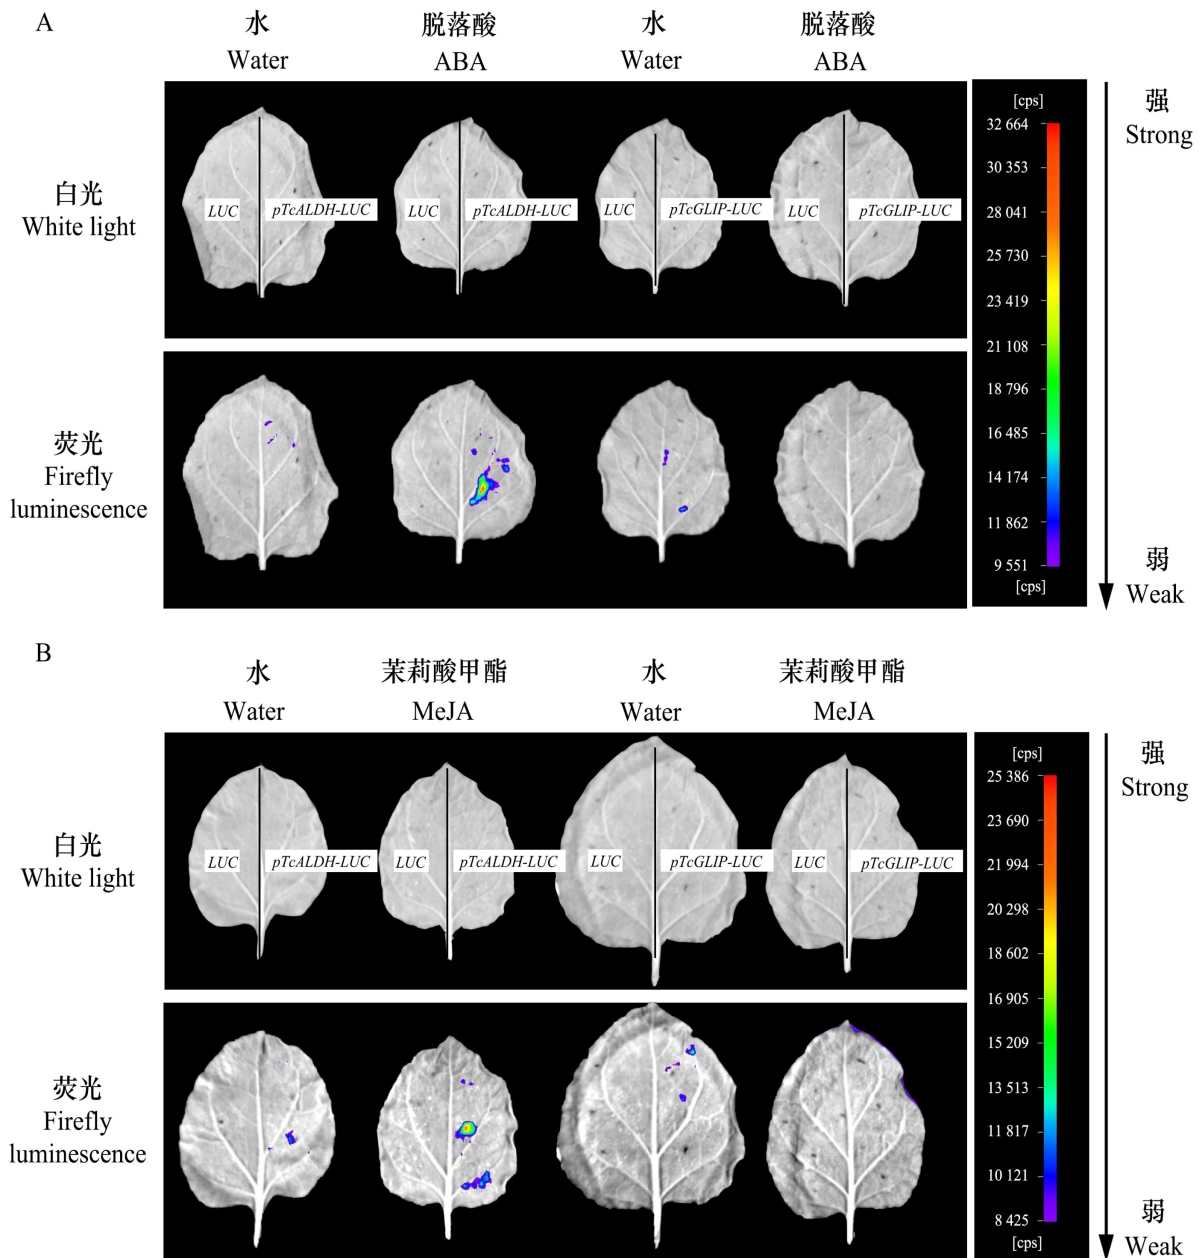 A
水 脱落酸 水 脱落酸
Water ABA Water ABA
白光
White light
LUC pTcALDH-LUC LUC pTcALDH-LUC LUC pTcGLIP-LUC LUC pTcGLIP-LUC
荧光
Firefly
luminescence
[cps]
32 664
30 353
28 041
25 730
23 419
21 108
18 796
16 485
14 174
11 862
9 551
[cps]
强
Strong
弱
Weak
B
水 茉莉酸甲酯 水 茉莉酸甲酯
Water MeJA Water MeJA
白光
White light
LUC pTcALDH-LUC LUC pTcALDH-LUC LUC pTcGLIP-LUC LUC pTcGLIP-LUC
荧光
Firefly
luminescence
[cps]
25 386
23 690
21 994
20 298
18 602
16 905
15 209
13 513
11 817
10 121
8 425
[cps]
强
Strong
弱
Weak